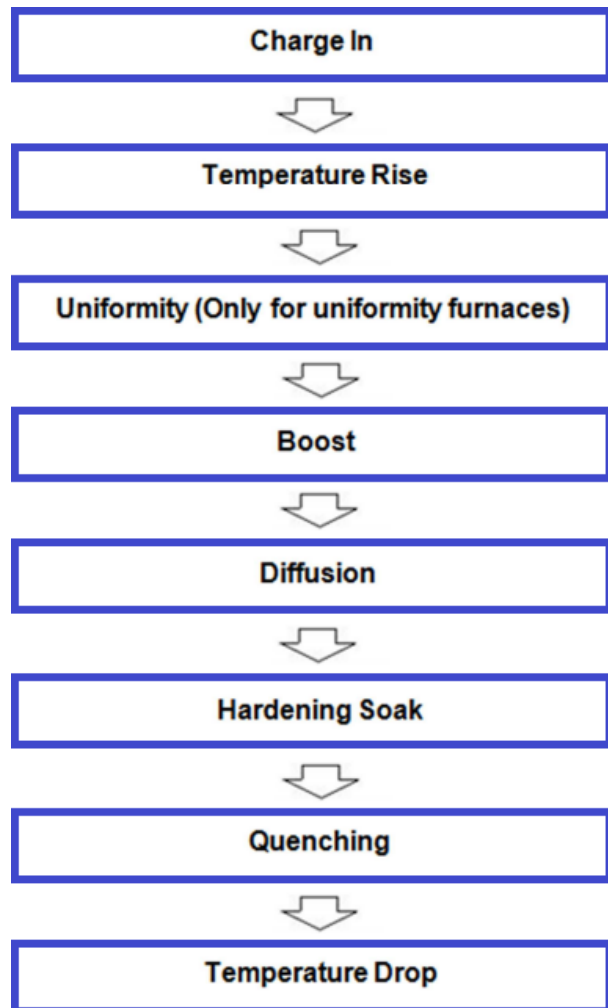 Charge In
Temperature Rise
Uniformity (Only for uniformity furnaces)
Boost
Diffusion
Hardening Soak
Quenching
Temperature Drop